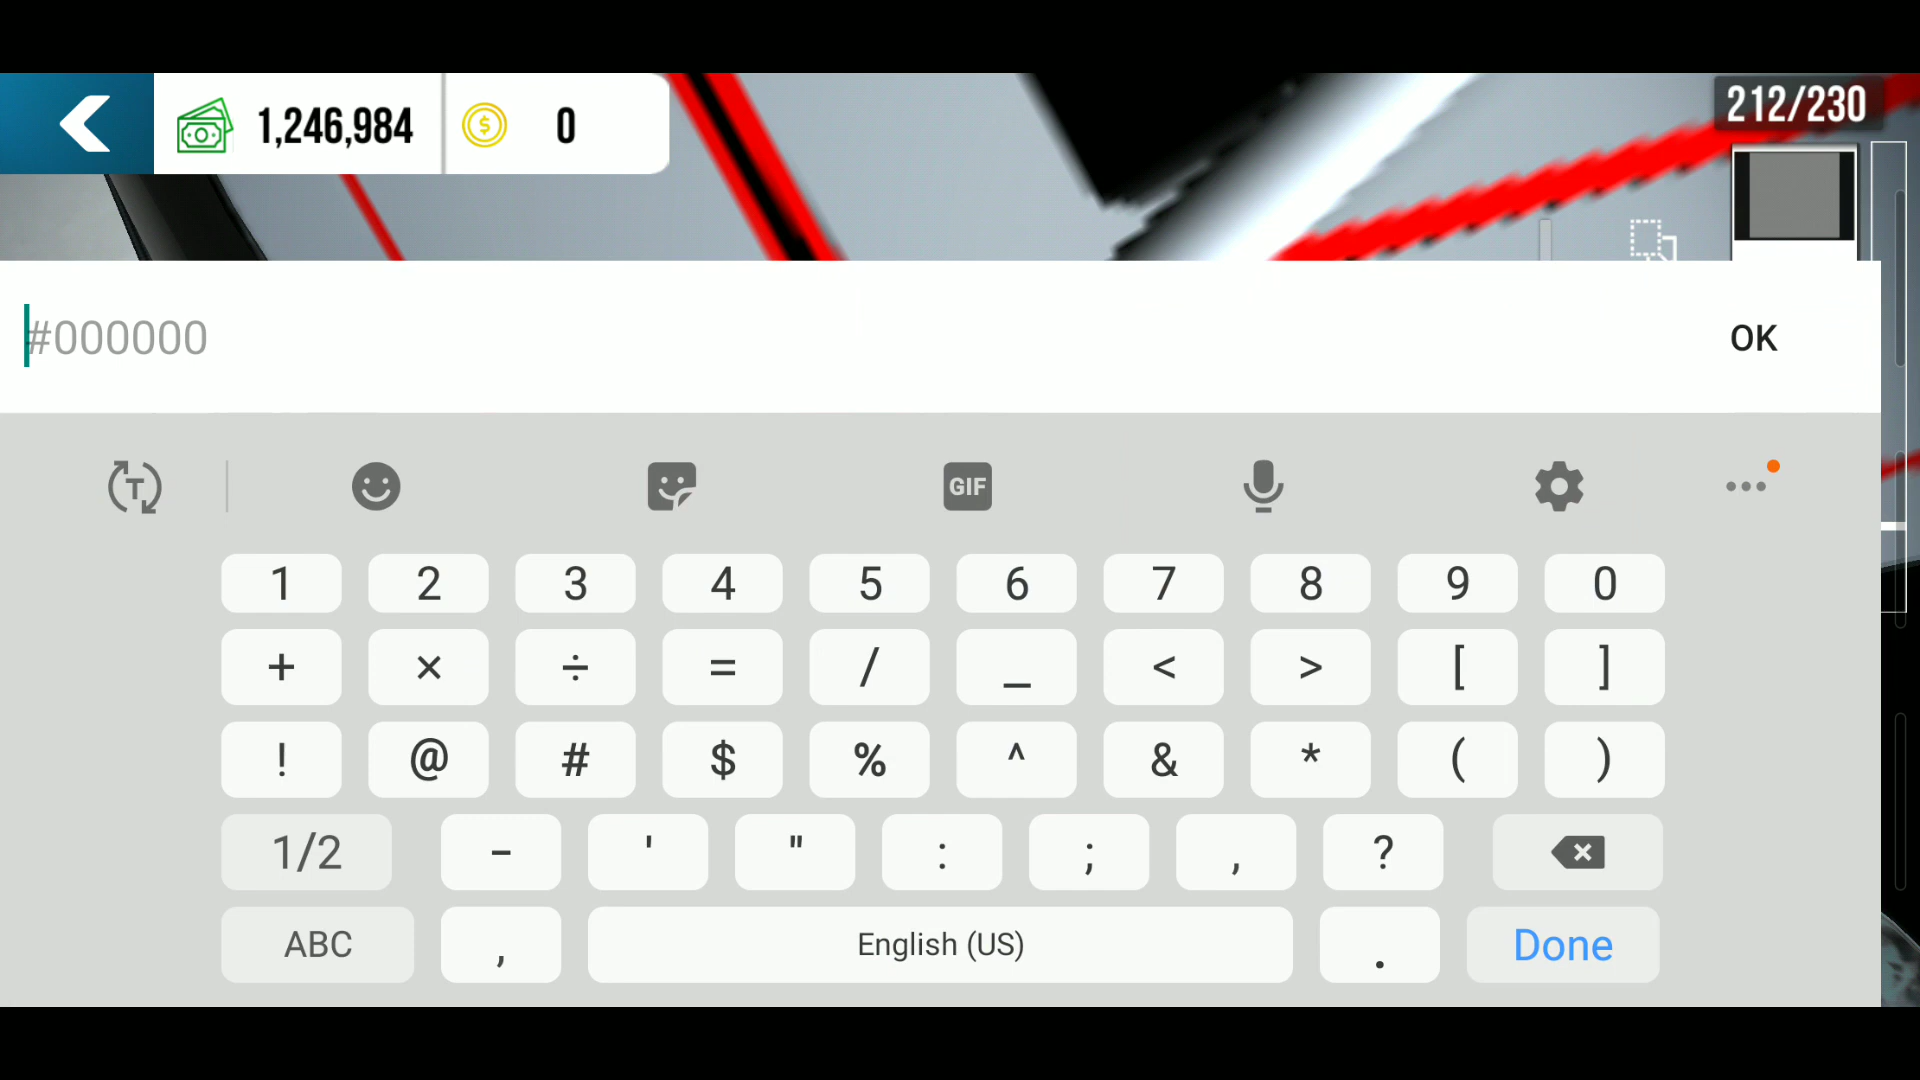 1,246,984
0
212/230
#000000
OK
T
GIF
1 2 3 4 5 6 7 8 9 0
+ × ÷ = / _ < > [ ]
! @ # $ % ^ & * ( )
1/2 - ' " : ; , ?
ABC , English (US) . Done